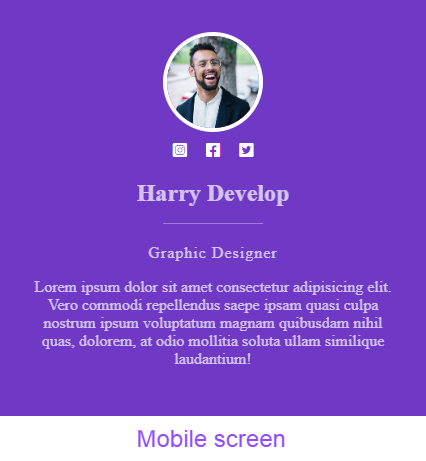 Harry Develop
Graphic Designer
Lorem ipsum dolor sit amet consectetur adipisicing elit.
Vero commodi repellendus saepe ipsam quasi culpa
nostrum ipsum voluptatum magnam quibusdam nihil
quas, dolorem, at odio mollitia soluta ullam similique
laudantium!
Mobile screen